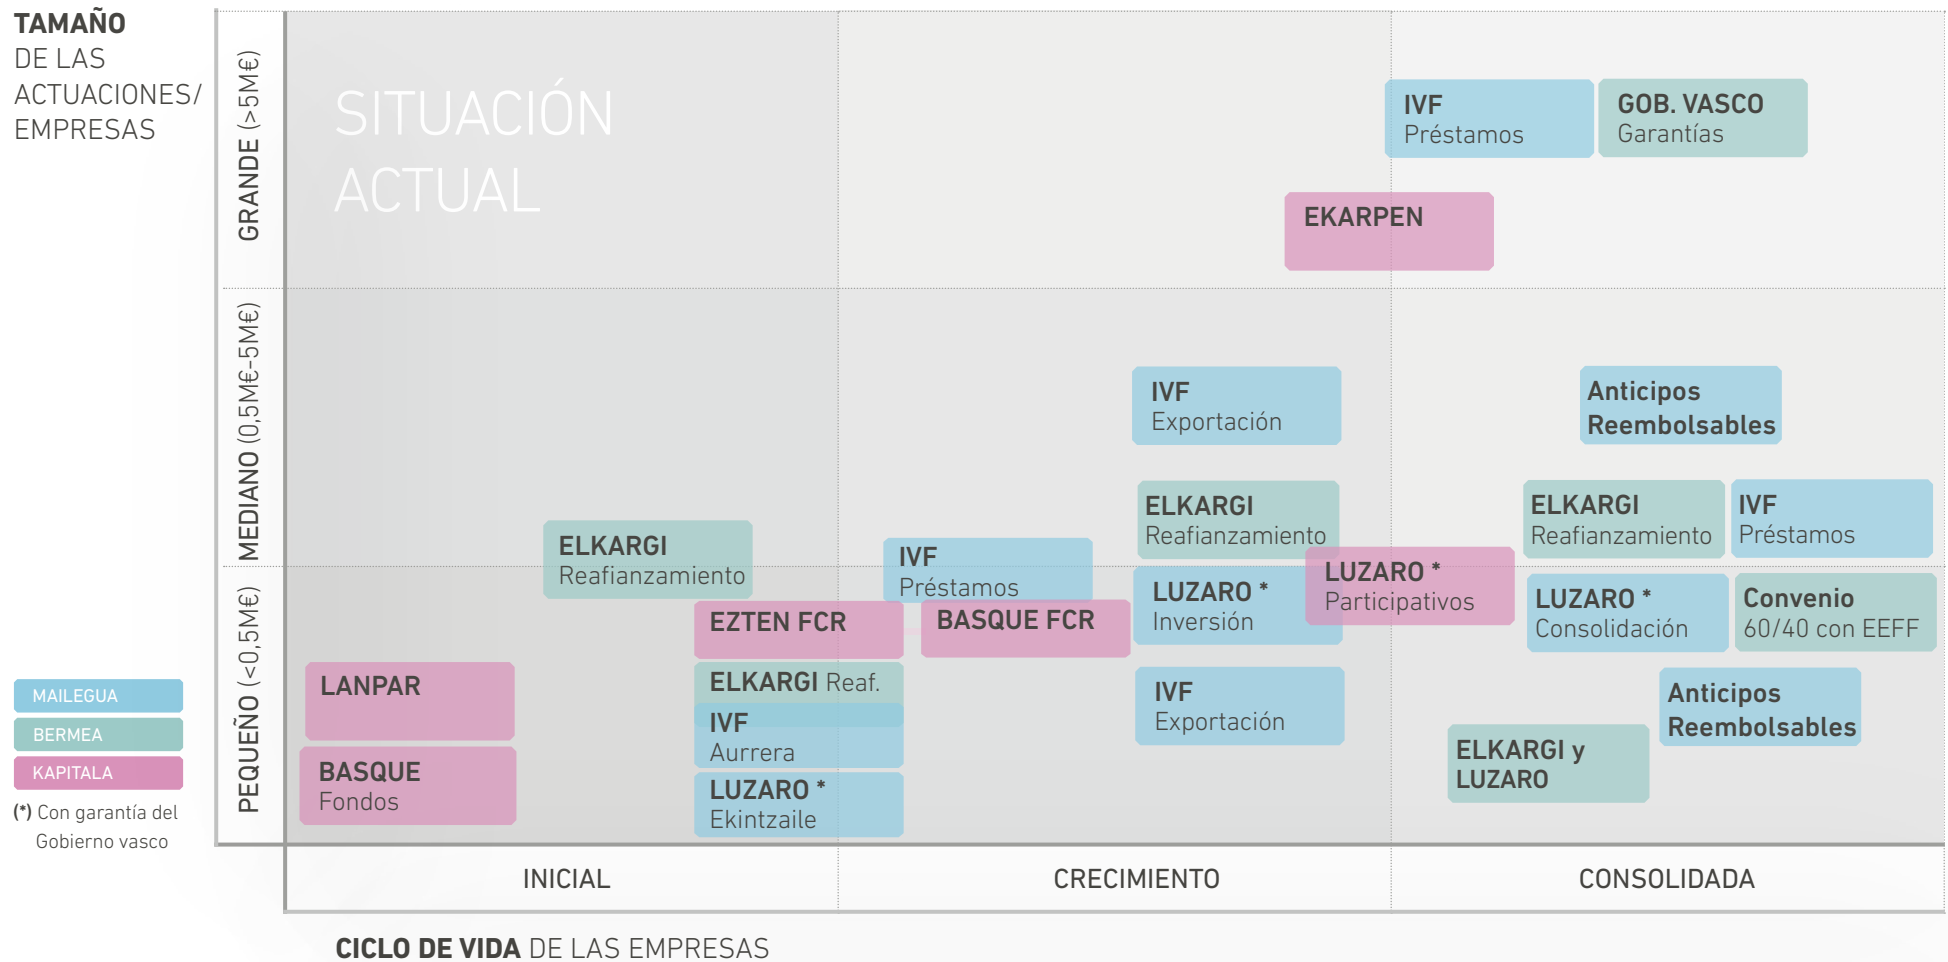 TAMAÑO
DE LAS
ACTUACIONES/
EMPRESAS
GRANDE (>5M€)
MEDIANO (0,5M€-5M€)
PEQUEÑO (<0,5M€)
SITUACIÓN
ACTUAL
IVF
Préstamos
GOB. VASCO
Garantías
EKARPEN
IVF
Exportación
Anticipos
Reembolsables
ELKARGI
Reafianzamiento
ELKARGI
Reafianzamiento
IVF
Préstamos
ELKARGI
Reafianzamiento
IVF
Préstamos
LUZARO *
Participativos
LUZARO *
Inversión
LUZARO *
Consolidación
Convenio
60/40 con EEFF
EZTEN FCR
BASQUE FCR
LANPAR
ELKARGI Reaf.
IVF
Aurrera
IVF
Exportación
Anticipos
Reembolsables
BASQUE
Fondos
LUZARO *
Ekintzaile
ELKARGI y
LUZARO
MAILEGUA
BERMEA
KAPITALA
(*) Con garantía del
Gobierno vasco
INICIAL
CRECIMIENTO
CONSOLIDADA
CICLO DE VIDA DE LAS EMPRESAS